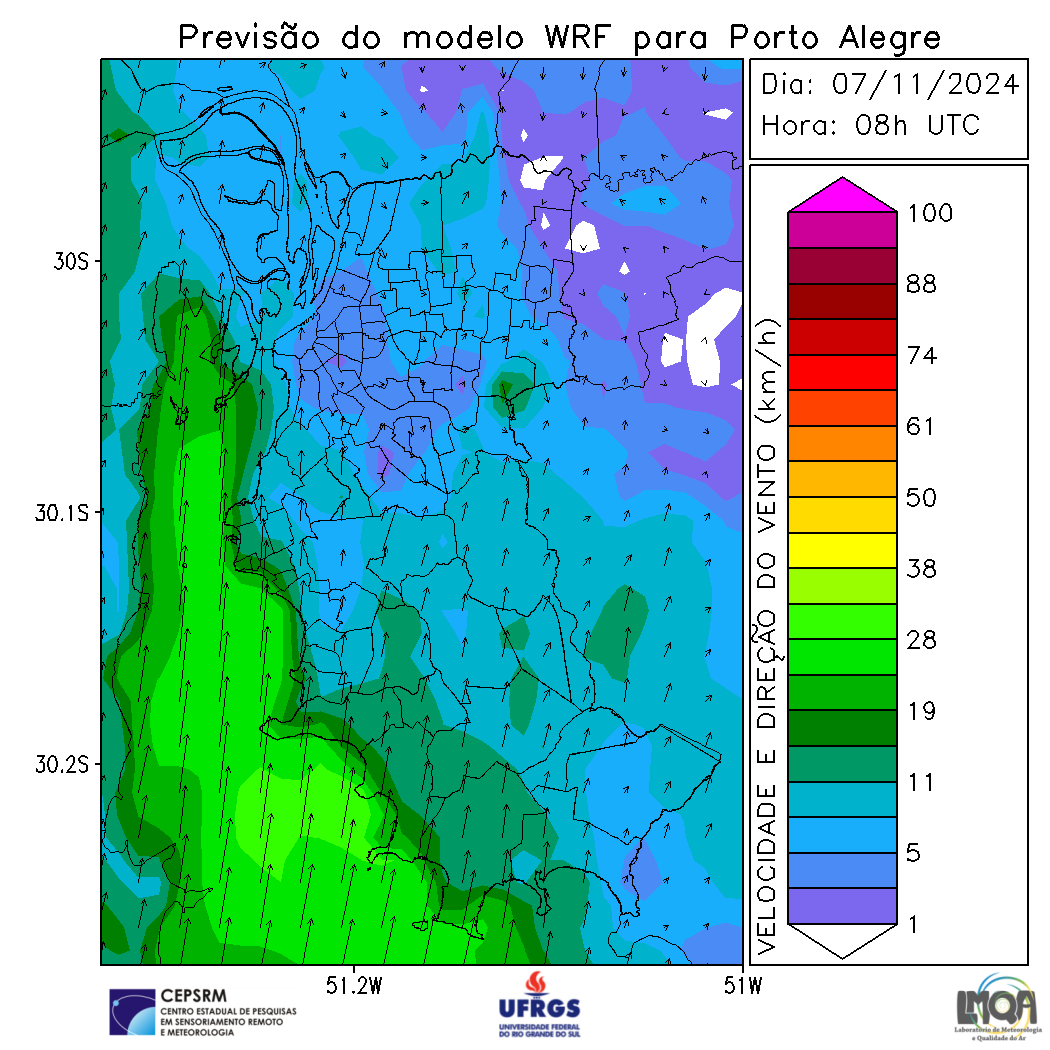 Previsão do modelo WRF para Porto Alegre
Dia: 07/11/2024
Hora: 08h UTC
30S
30.1S
30.2S
51.2W
51W
VELOCIDADE E DIREÇÃO DO VENTO (km/h)
100
88
74
61
50
38
28
19
11
5
1
CEPSRM
CENTRO ESTADUAL DE PESQUISAS
EM SENSORIAMENTO REMOTO
E METEOROLOGIA
UFRGS
UNIVERSIDADE FEDERAL
DO RIO GRANDE DO SUL
LMQA
Laboratório de Meteorologia
e Qualidade do Ar